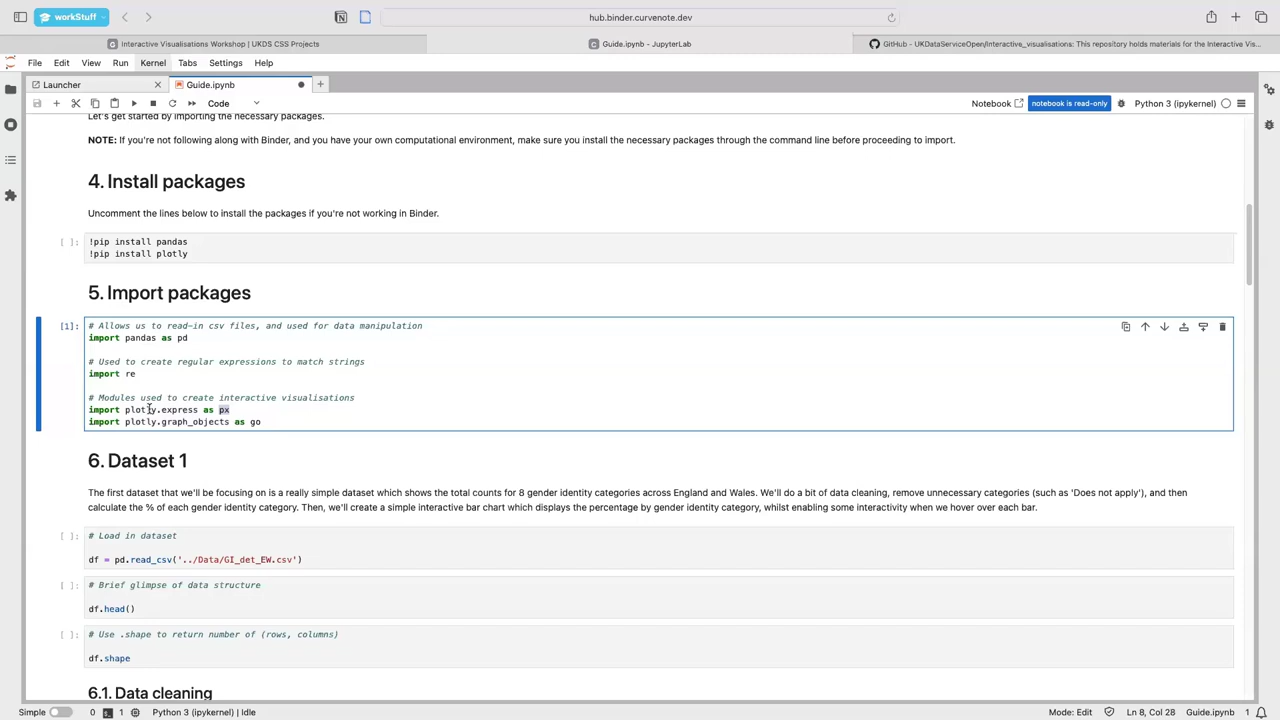 workStuff
hub.binder.curvenote.dev
Interactive Visualisations Workshop | UKDS CSS Projects
Guide.ipynb - JupyterLab
GitHub - UKDataServiceOpen/Interactive_visualisations: This repository holds materials for the Interactive Vis...
File Edit View Run Kernel Tabs Settings Help
Launcher
Guide.ipynb
Code
Notebook
notebook is read-only
Python 3 (ipykernel)
Let's get started by importing the necessary packages.
NOTE: If you're not following along with Binder, and you have your own computational environment, make sure you install the necessary packages through the command line before proceeding to import.
4. Install packages
Uncomment the lines below to install the packages if you're not working in Binder.
[ ]: !pip install pandas
!pip install plotly
5. Import packages
[1]: # Allows us to read-in csv files, and used for data manipulation
import pandas as pd
# Used to create regular expressions to match strings
import re
# Modules used to create interactive visualisations
import plotly.express as px
import plotly.graph_objects as go
6. Dataset 1
The first dataset that we'll be focusing on is a really simple dataset which shows the total counts for 8 gender identity categories across England and Wales. We'll do a bit of data cleaning, remove unnecessary categories (such as 'Does not apply'), and then
calculate the % of each gender identity category. Then, we'll create a simple interactive bar chart which displays the percentage by gender identity category, whilst enabling some interactivity when we hover over each bar.
[ ]: # Load in dataset
df = pd.read_csv('../Data/GI_det_EW.csv')
[ ]: # Brief glimpse of data structure
df.head()
[ ]: # Use .shape to return number of (rows, columns)
df.shape
6.1. Data cleaning
Simple 0 1 Python 3 (ipykernel) | Idle
Mode: Edit Ln 8, Col 28 Guide.ipynb 1